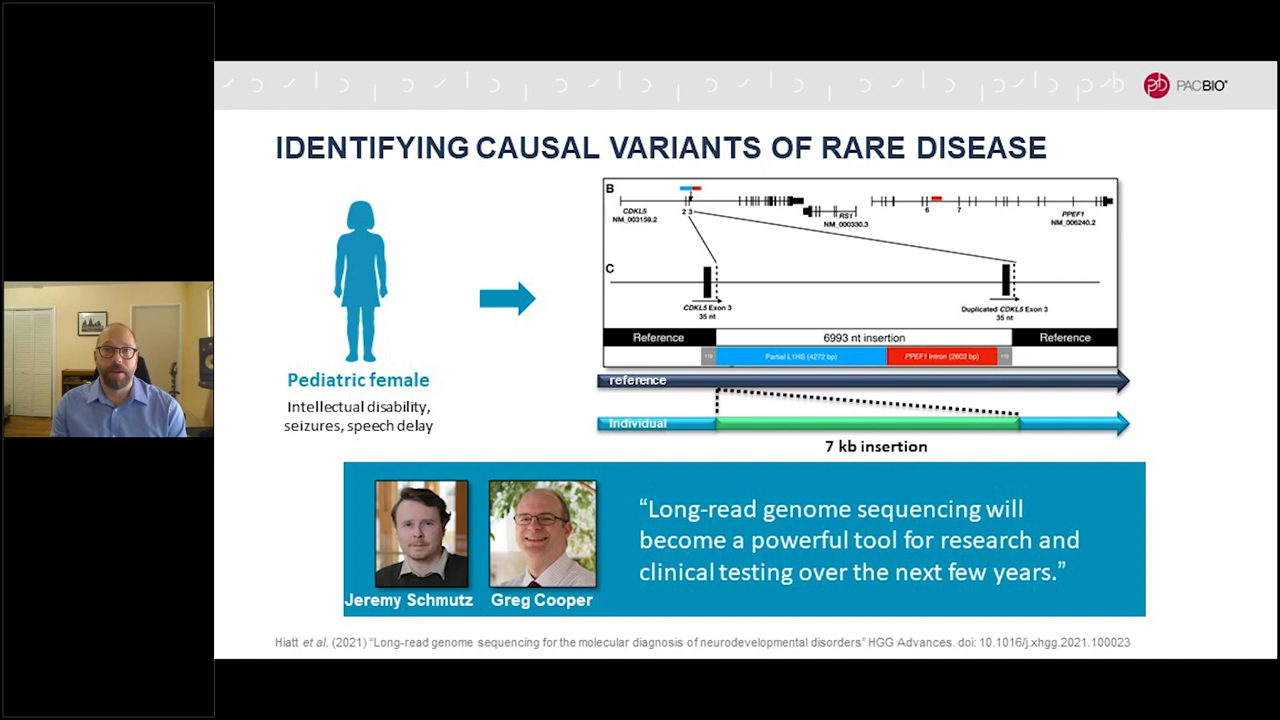 PACBIO®
IDENTIFYING CAUSAL VARIANTS OF RARE DISEASE
Pediatric female
Intellectual disability,
seizures, speech delay
B
CDKL5
NM_003159.2
2 3
RS1
NM_000330.3
6
7
PPEF1
NM_006240.2
C
CDKL5 Exon 3
35 nt
Duplicated CDKL5 Exon 3
35 nt
Reference
6993 nt insertion
Reference
Partial L1HS (4272 bp)
PPEF1 Intron (2602 bp)
reference
Individual
7 kb insertion
“Long-read genome sequencing will
become a powerful tool for research and
clinical testing over the next few years.”
Jeremy Schmutz
Greg Cooper
Hiatt et al. (2021) “Long-read genome sequencing for the molecular diagnosis of neurodevelopmental disorders” HGG Advances. doi: 10.1016/j.xhgg.2021.100023